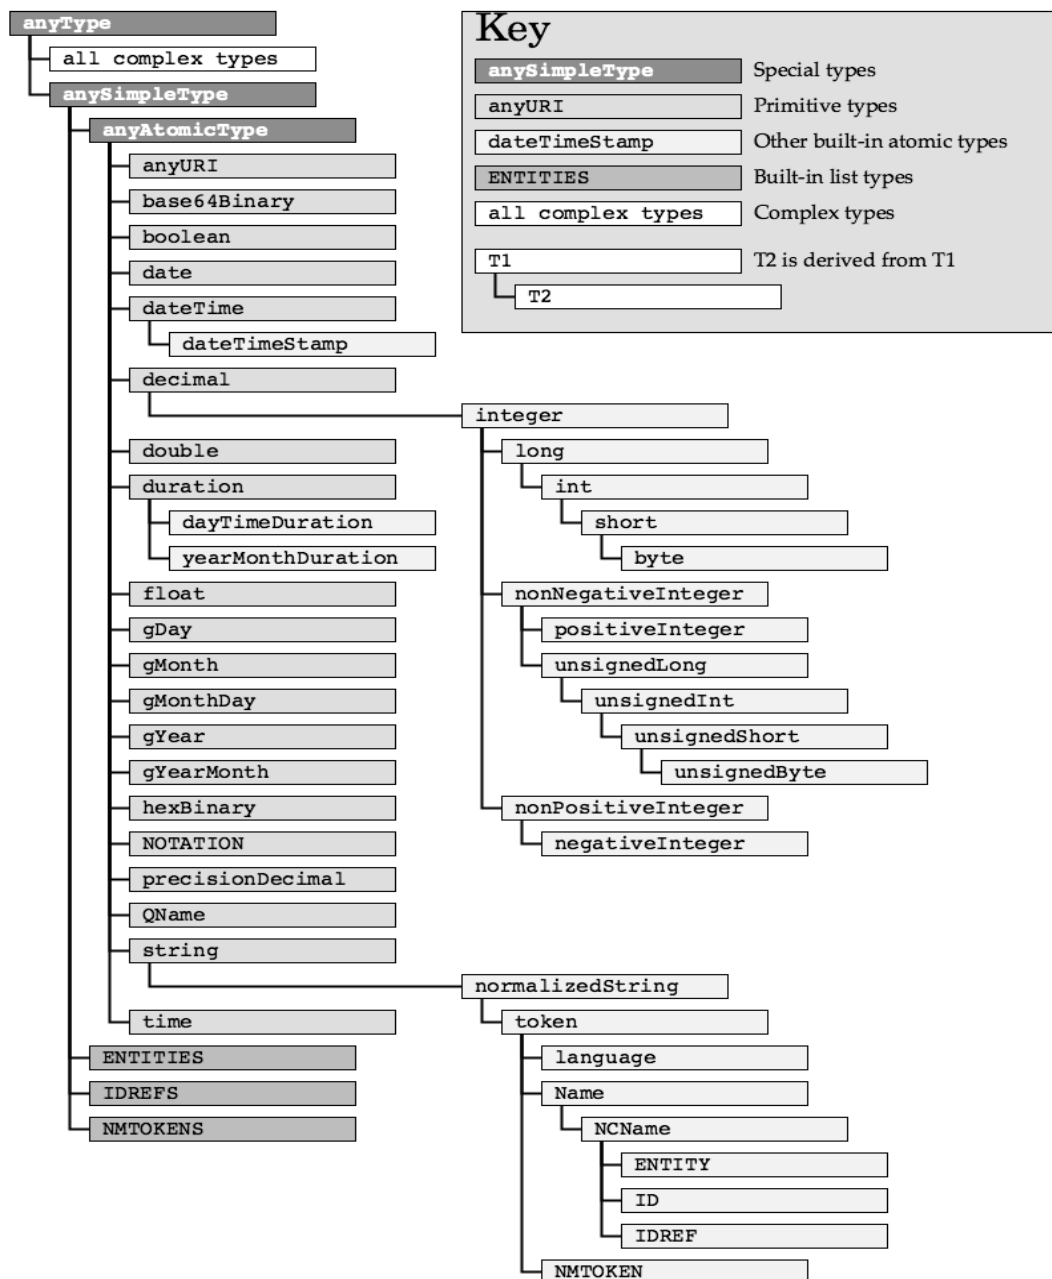 anyType
all complex types
anySimpleType
anyAtomicType
anyURI
base64Binary
boolean
date
dateTime
dateTimeStamp
decimal
integer
long
int
short
byte
nonNegativeInteger
positiveInteger
unsignedLong
unsignedInt
unsignedShort
unsignedByte
nonPositiveInteger
negativeInteger
double
duration
dayTimeDuration
yearMonthDuration
float
gDay
gMonth
gMonthDay
gYear
gYearMonth
hexBinary
NOTATION
precisionDecimal
QName
string
normalizedString
token
language
Name
NCName
ENTITY
ID
IDREF
NMTOKEN
time
ENTITIES
IDREFS
NMTOKENS
Key
anySimpleType Special types
anyURI Primitive types
dateTimeStamp Other built-in atomic types
ENTITIES Built-in list types
all complex types Complex types
T1 T2 is derived from T1
T2